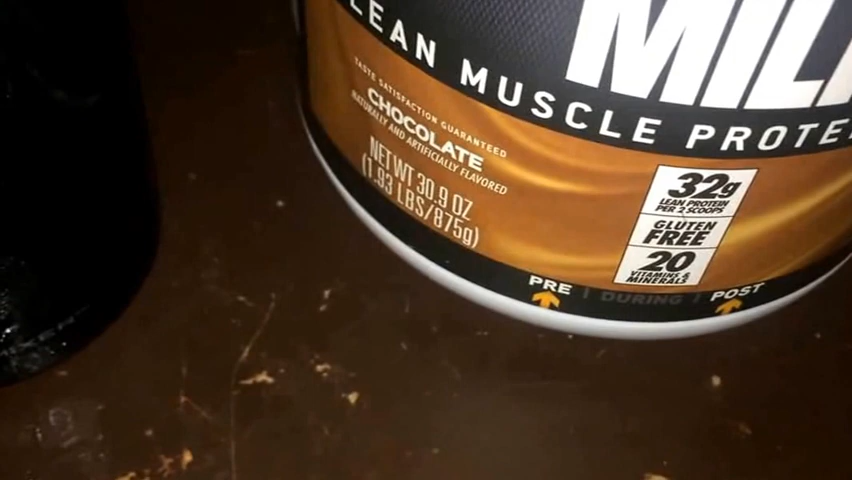 MIL
LEAN MUSCLE PROTE
TASTE SATISFACTION GUARANTEED
CHOCOLATE
NATURALLY AND ARTIFICIALLY FLAVORED
NET WT 30.9 OZ
(1.93 LBS/875g)
32g
LEAN PROTEIN
PER 2 SCOOPS
GLUTEN
FREE
20
VITAMINS &
MINERALS
PRE | DURING | POST